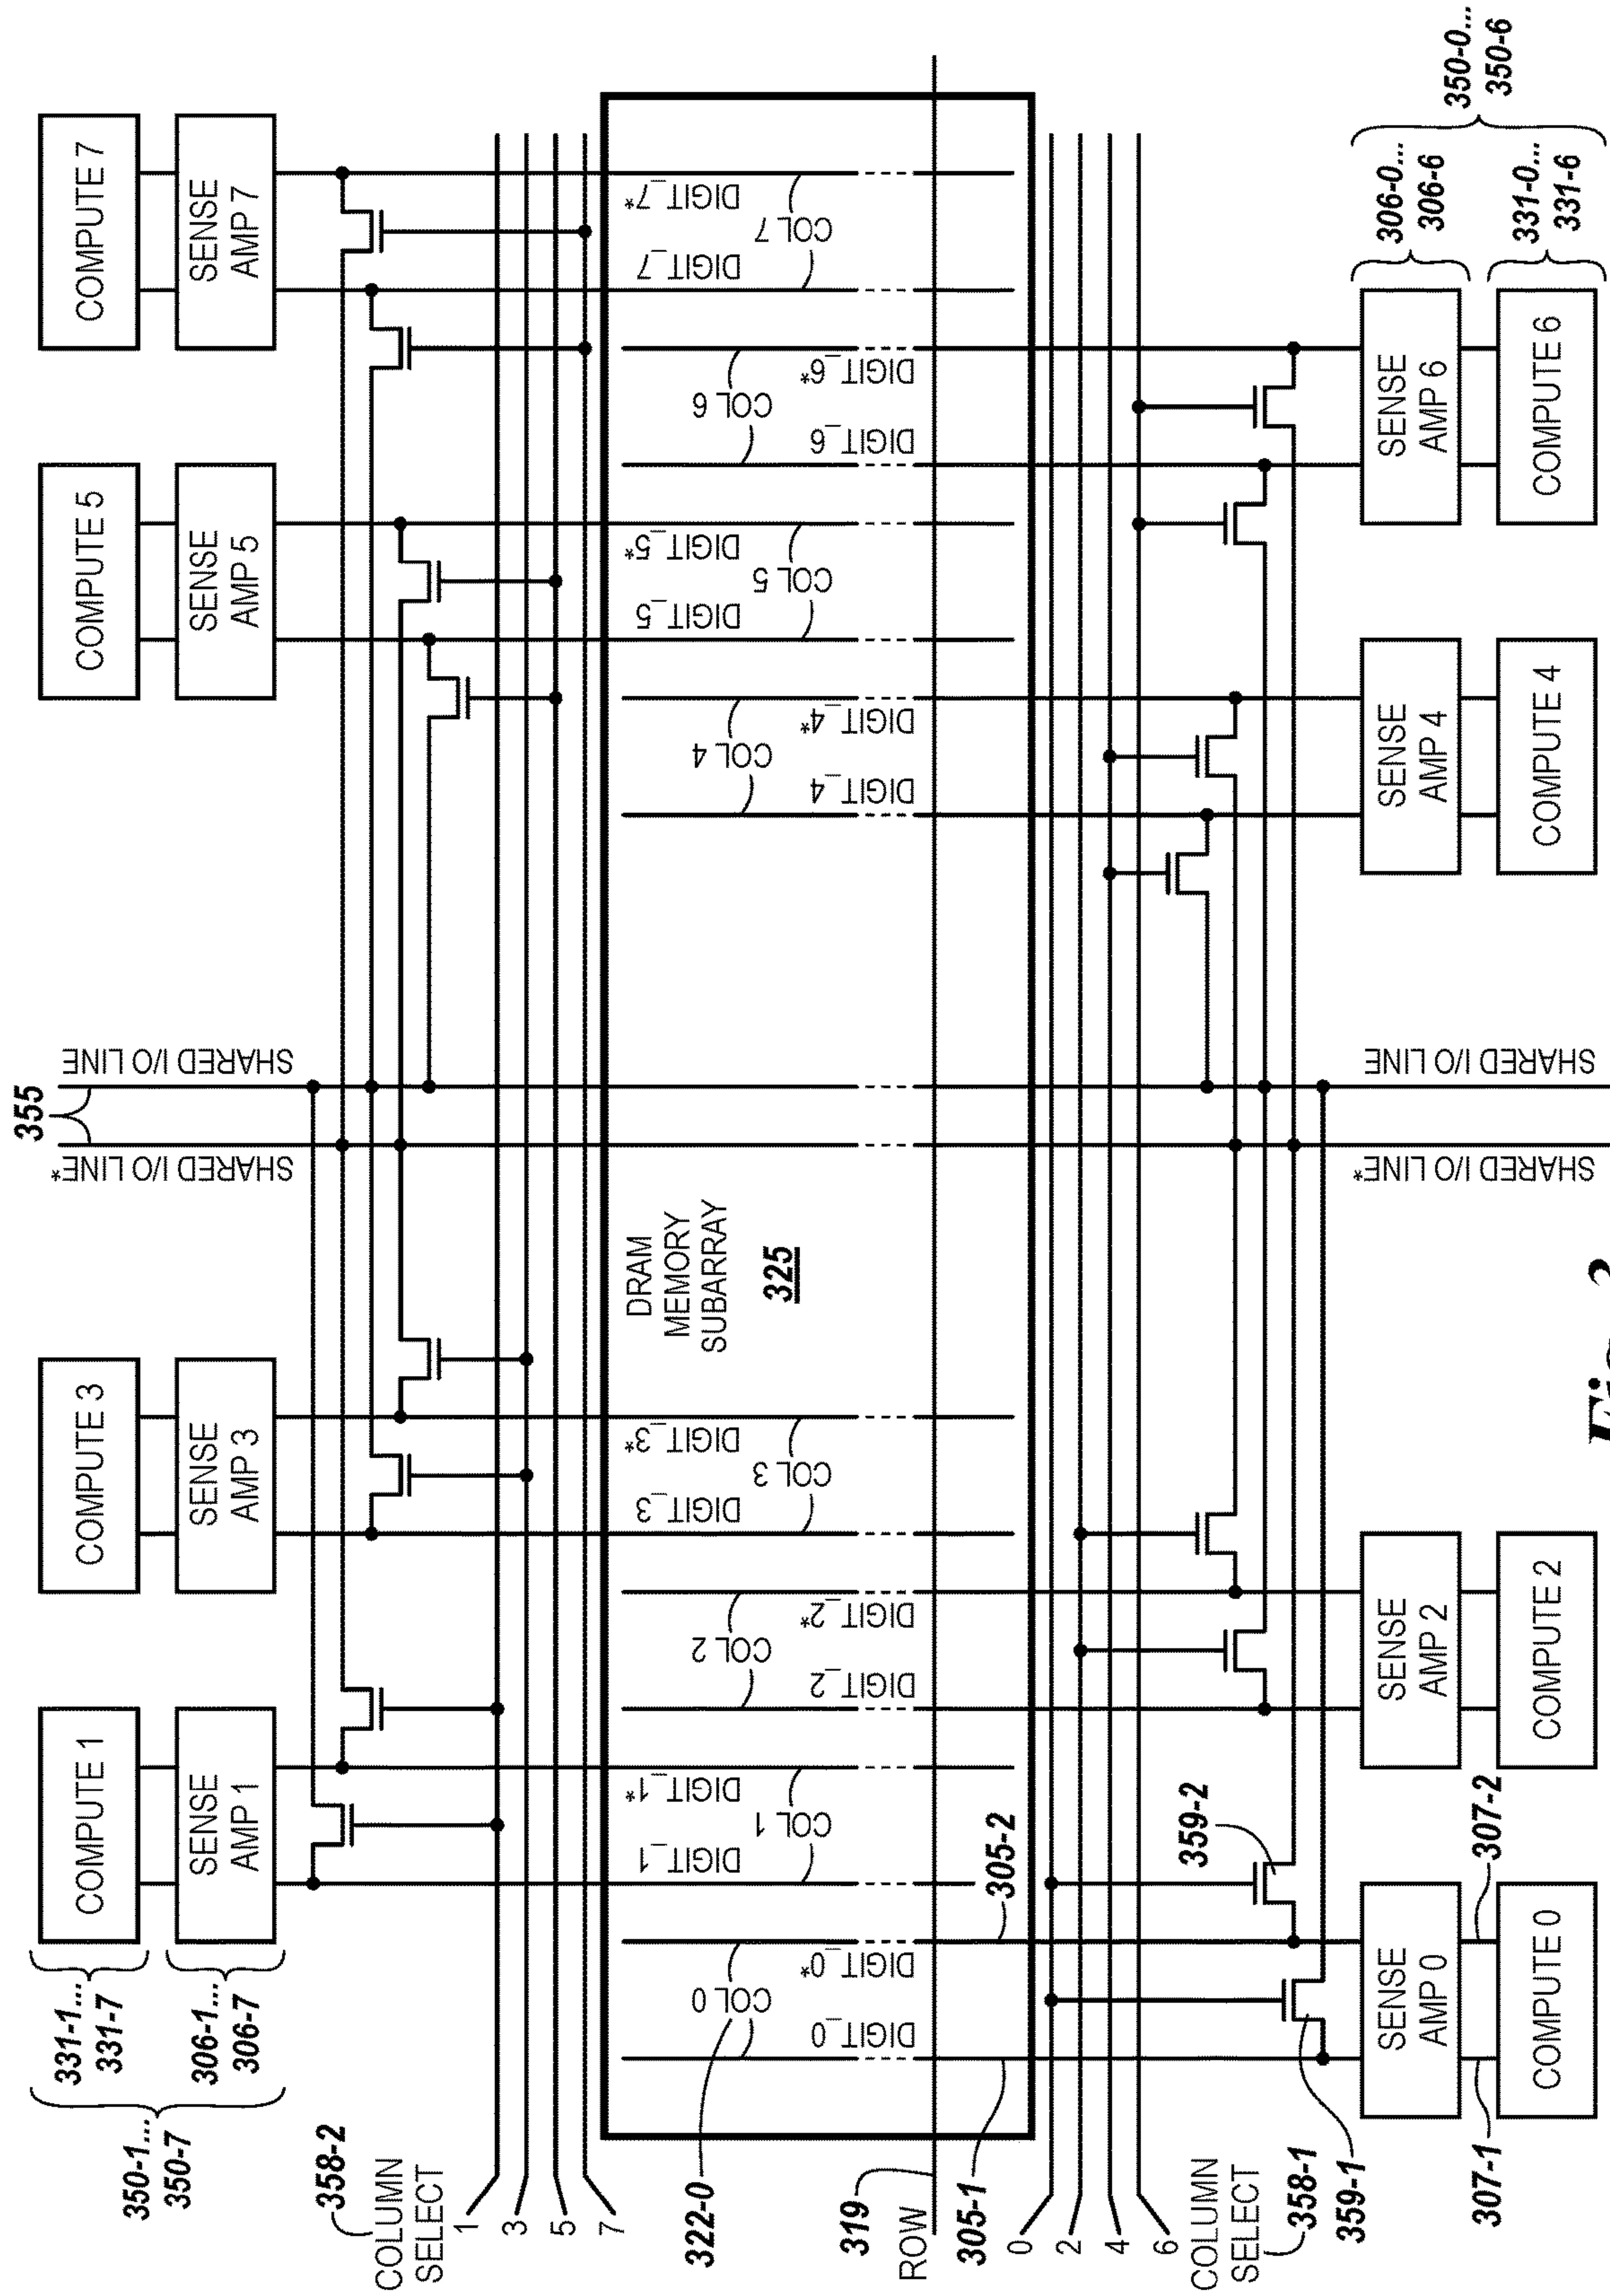 355
SHARED I/O LINE*
SHARED I/O LINE
331-1...
331-7
306-1...
306-7
350-1...
350-7
COMPUTE 1
SENSE
AMP 1
COMPUTE 3
SENSE
AMP 3
COMPUTE 5
SENSE
AMP 5
COMPUTE 7
SENSE
AMP 7
358-2
COLUMN
SELECT
1
3
5
7
DRAM
MEMORY
SUBARRAY
325
322-0
DIGIT_0
COL 0
DIGIT_0*
DIGIT_1
COL 1
DIGIT_1*
DIGIT_2
COL 2
DIGIT_2*
DIGIT_3
COL 3
DIGIT_3*
DIGIT_4
COL 4
DIGIT_4*
DIGIT_5
COL 5
DIGIT_5*
DIGIT_6
COL 6
DIGIT_6*
DIGIT_7
COL 7
DIGIT_7*
319
ROW
305-1
305-2
0
2
4
6
COLUMN
SELECT
358-1
359-1
359-2
SHARED I/O LINE*
SHARED I/O LINE
SENSE
AMP 0
COMPUTE 0
307-1
307-2
SENSE
AMP 2
COMPUTE 2
SENSE
AMP 4
COMPUTE 4
SENSE
AMP 6
COMPUTE 6
306-0...
306-6
331-0...
331-6
350-0...
350-6